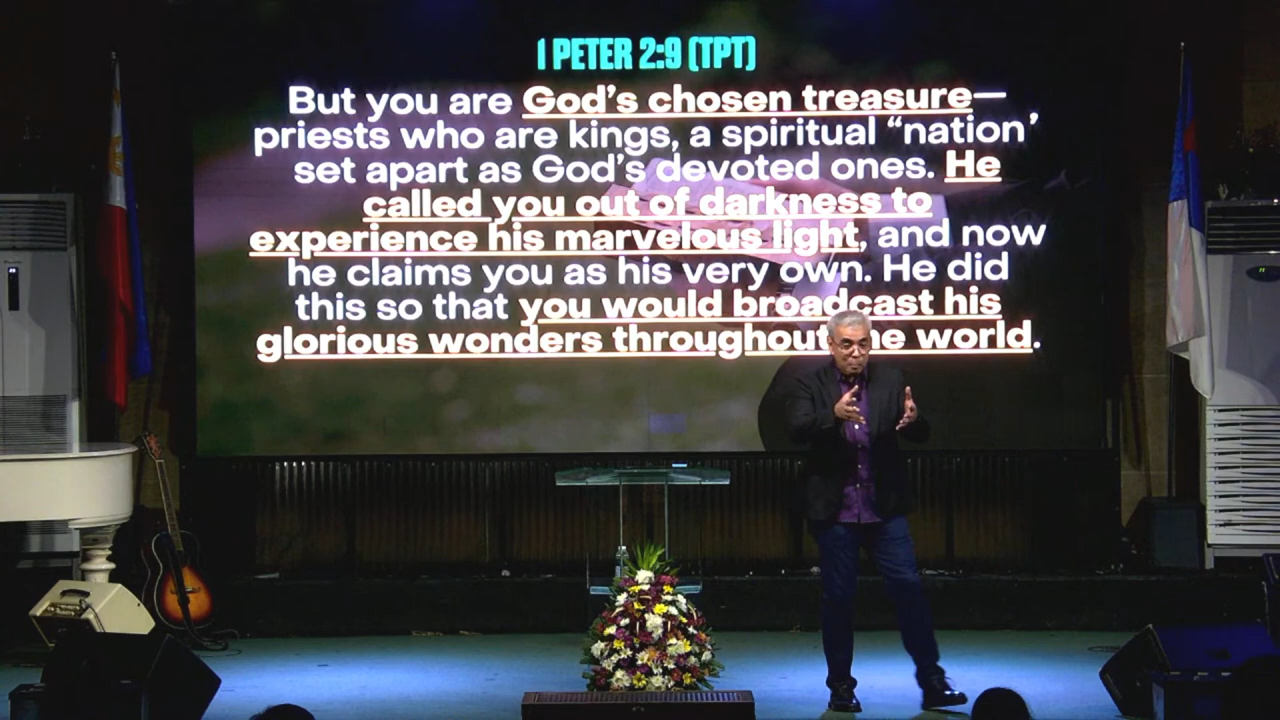 1 PETER 2:9 (TPT)
But you are God's chosen treasure—
priests who are kings, a spiritual “nation’
set apart as God's devoted ones. He
called you out of darkness to
experience his marvelous light, and now
he claims you as his very own. He did
this so that you would broadcast his
glorious wonders throughout he world.